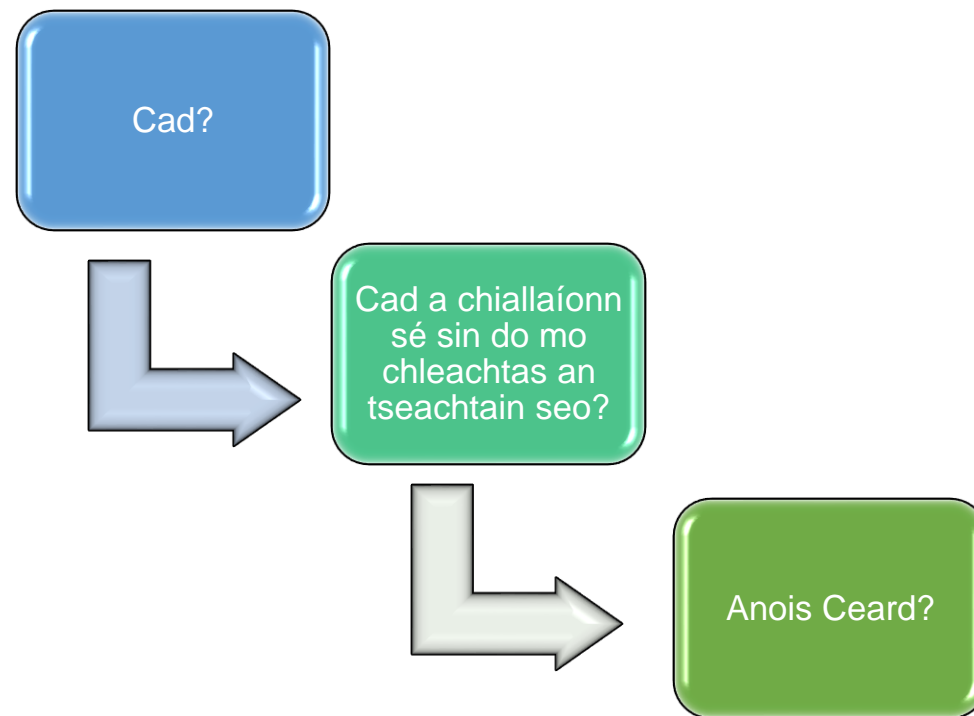 Cad?
Cad a chiallaíonn
sé sin do mo
chleachtas an
tseachtain seo?
Anois Ceard?